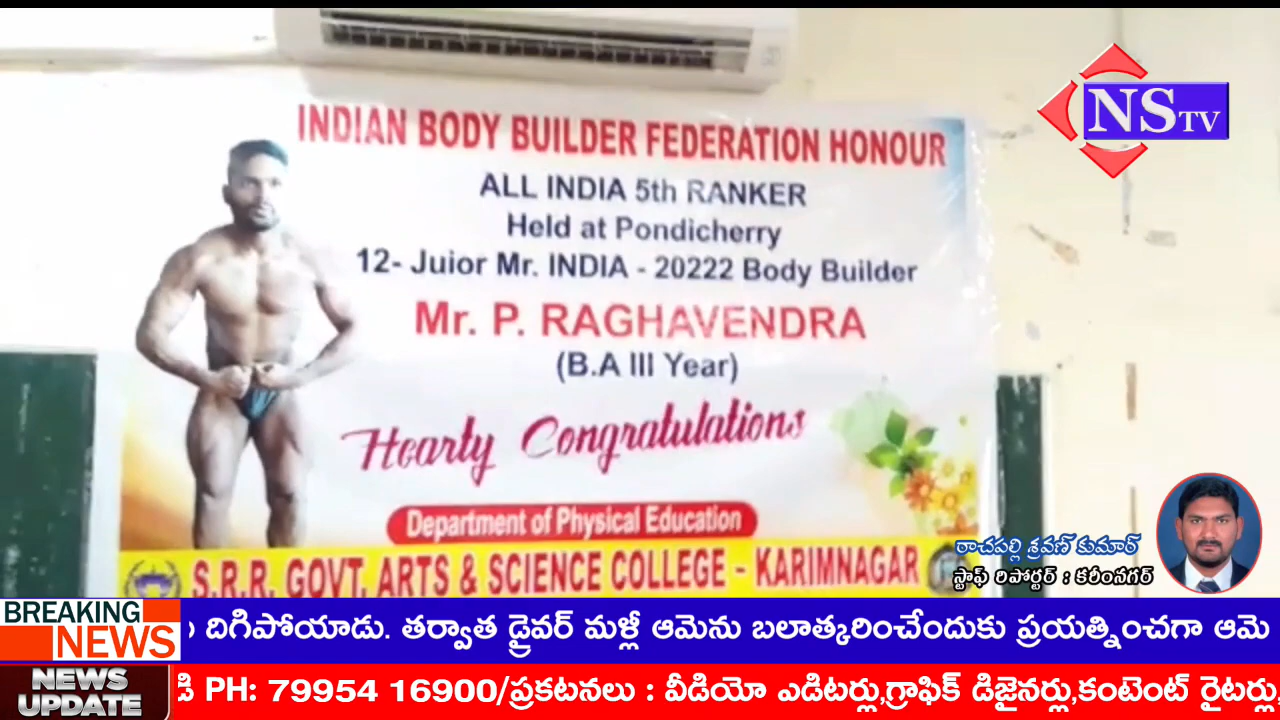 INDIAN BODY BUILDER FEDERATION HONOUR
ALL INDIA 5th RANKER
Held at Pondicherry
12- Juior Mr. INDIA - 20222 Body Builder
Mr. P. RAGHAVENDRA
(B.A III Year)
Hearty Congratulations
Department of Physical Education
S.R.R. GOVT. ARTS & SCIENCE COLLEGE - KARIMNAGAR
NS TV
రాచపల్లి శ్రవణ్ కుమార్
స్టాఫ్ రిపోర్టర్ : కరీంనగర్
BREAKING NEWS
దిగిపోయాడు. తర్వాత డ్రైవర్ మళ్లీ ఆమెను బలాత్కరించేందుకు ప్రయత్నించగా ఆమె
NEWS UPDATE
డి PH: 79954 16900/ప్రకటనలు : వీడియో ఎడిటర్లు,గ్రాఫిక్ డిజైనర్లు,కంటెంట్ రైటర్లు,